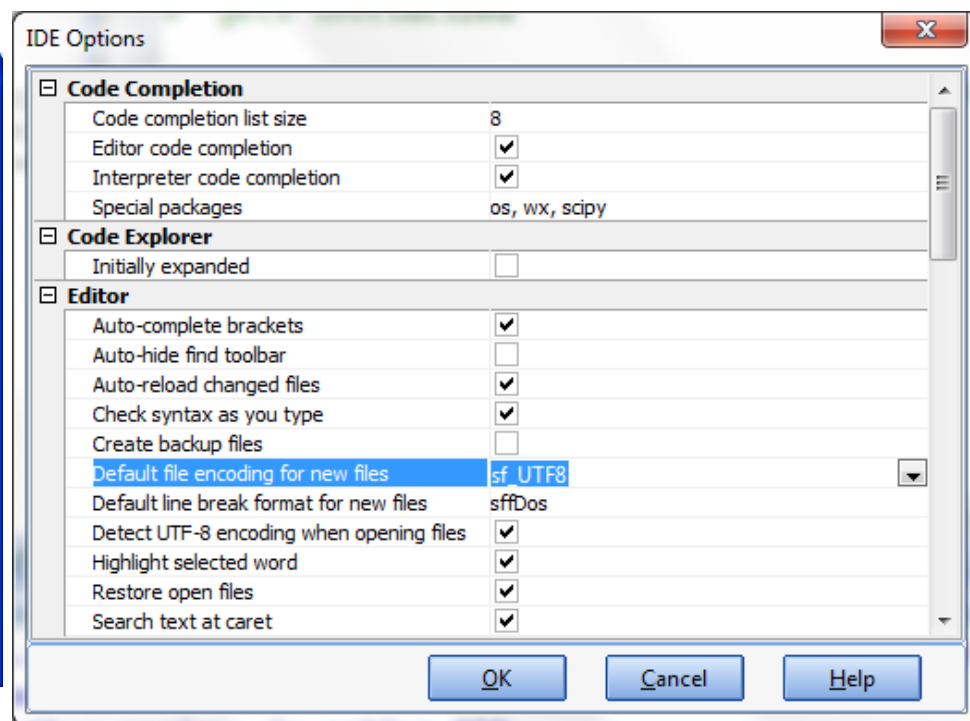 IDE Options
Code Completion
Code completion list size 8
Editor code completion
Interpreter code completion
Special packages os, wx, scipy
Code Explorer
Initially expanded
Editor
Auto-complete brackets
Auto-hide find toolbar
Auto-reload changed files
Check syntax as you type
Create backup files
Default file encoding for new files sf_UTF8
Default line break format for new files sffDos
Detect UTF-8 encoding when opening files
Highlight selected word
Restore open files
Search text at caret
OK Cancel Help